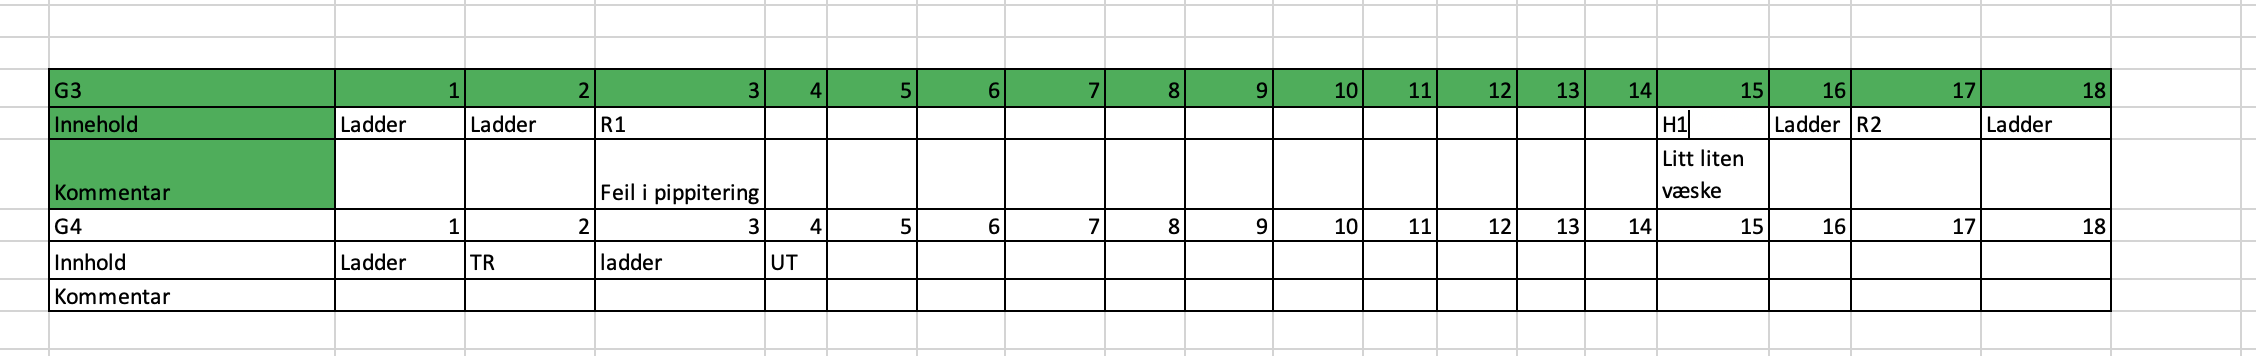 G3 1 2 3 4 5 6 7 8 9 10 11 12 13 14 15 16 17 18
Innehold Ladder Ladder R1 H1 Ladder R2 Ladder
Litt liten
Kommentar Feil i pippitering væske
G4 1 2 3 4 5 6 7 8 9 10 11 12 13 14 15 16 17 18
Innhold Ladder TR ladder UT
Kommentar